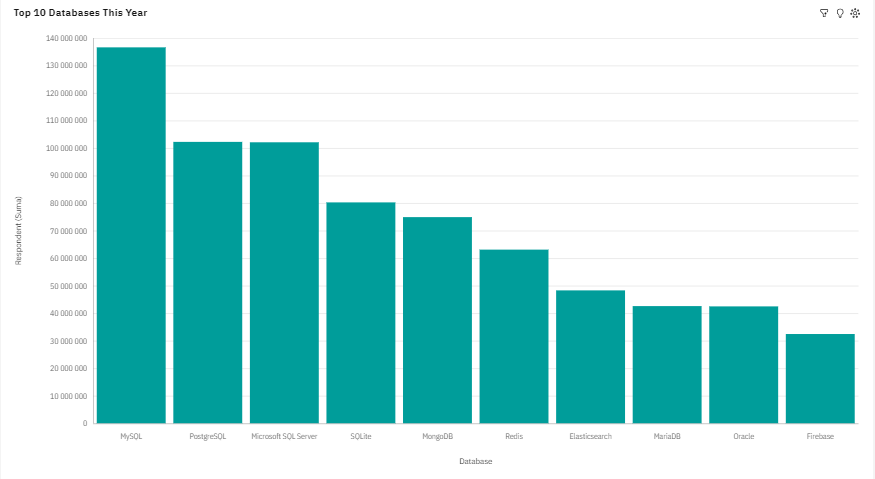 Top 10 Databases This Year
140 000 000
130 000 000
120 000 000
110 000 000
100 000 000
90 000 000
80 000 000
70 000 000
60 000 000
50 000 000
40 000 000
30 000 000
20 000 000
10 000 000
0
Respondent (Suma)
MySQL PostgreSQL Microsoft SQL Server SQLite MongoDB Redis Elasticsearch MariaDB Oracle Firebase
Database